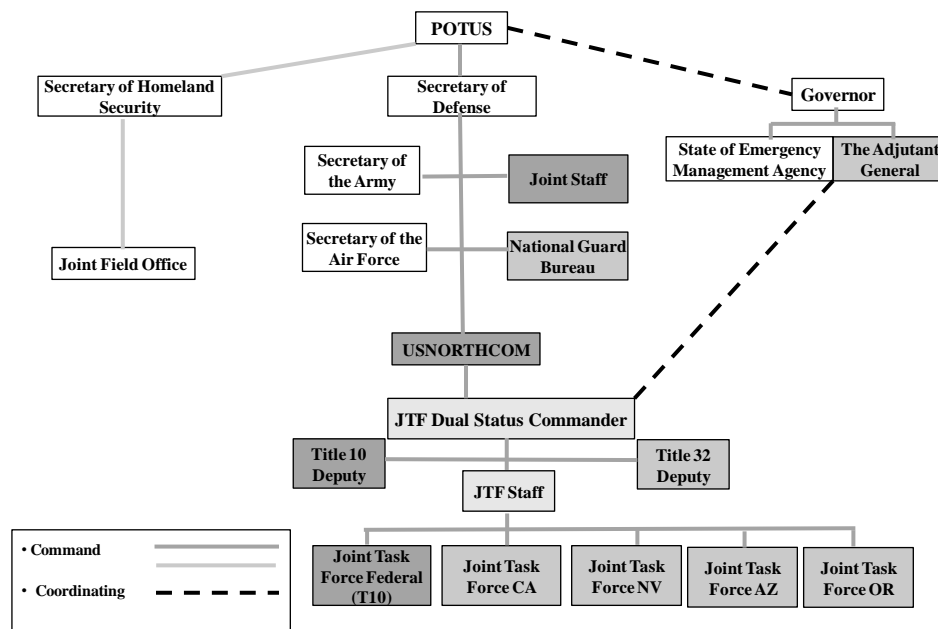 POTUS
Secretary of Homeland
Security
Secretary of
Defense
Governor
State of Emergency
Management Agency
The Adjutant
General
Secretary of
the Army
Joint Staff
Secretary of the
Air Force
National Guard
Bureau
Joint Field Office
USNORTHCOM
JTF Dual Status Commander
Title 10
Deputy
Title 32
Deputy
JTF Staff
• Command
• Coordinating
Joint Task
Force Federal
(T10)
Joint Task
Force CA
Joint Task
Force NV
Joint Task
Force AZ
Joint Task
Force OR